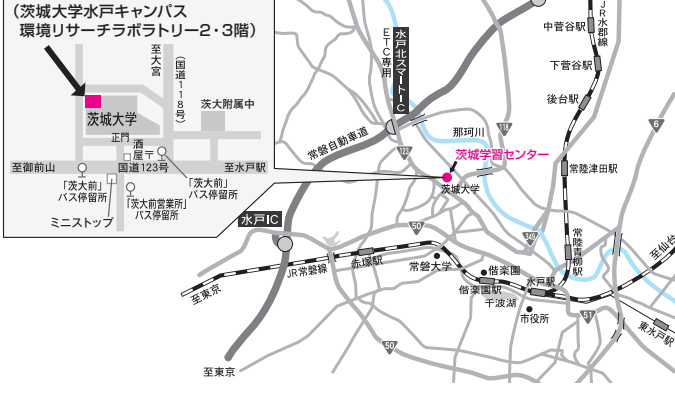 （茨城大学水戸キャンパス
環境リサーチラボラトリー2・3階）
至大宮
（国道118号）
茨大附属中
茨城大学
正門
酒屋〒
至御前山
国道123号
至水戸駅
「茨大前」
バス停留所
「茨大前営業所」
バス停留所
「茨大前」
バス停留所
ミニストップ
ETC専用
水戸北スマートIC
JR水郡線
中菅谷駅
下菅谷駅
後台駅
6
118
那珂川
常磐自動車道
123
茨城学習センター
茨城大学
常陸津田駅
水戸IC
50
349
常陸青柳駅
至仙台
JR常磐線
赤塚駅
常磐大学
偕楽園
偕楽園駅
水戸駅
千波湖
市役所
51
東水戸駅
至東京
50
至東京